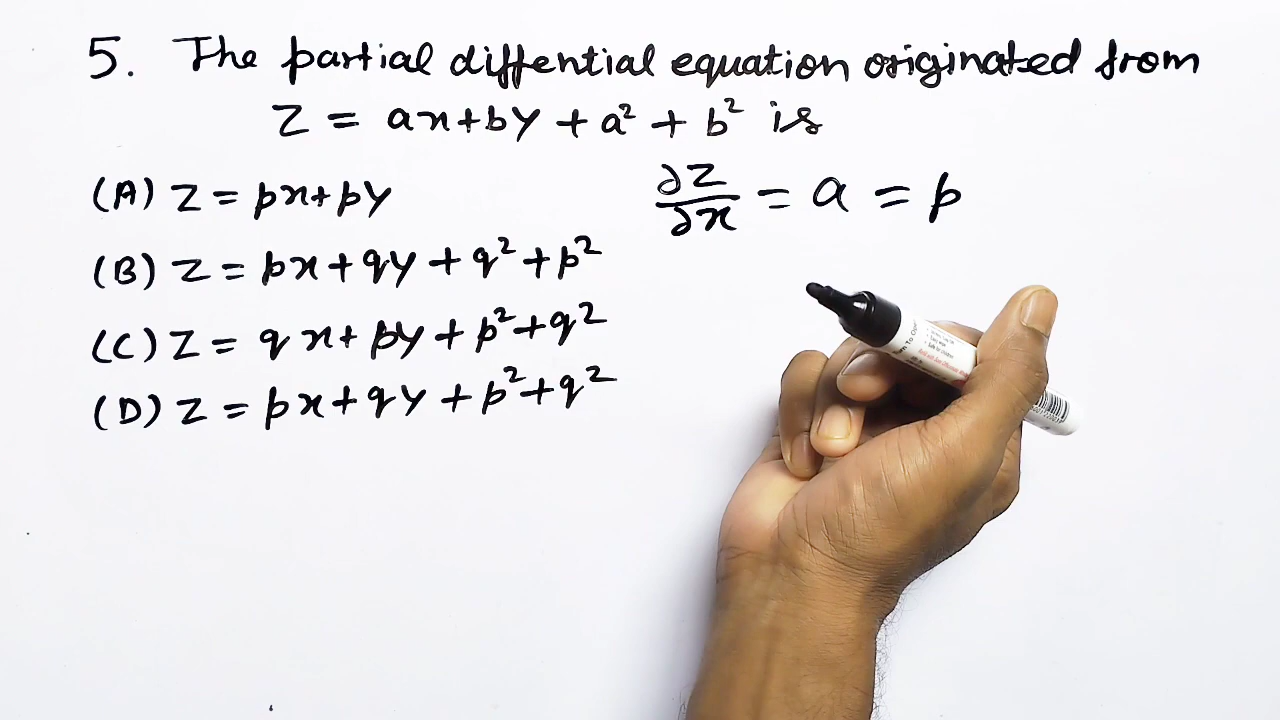 5. The partial diffential equation originated from
Z = ax+by + a² + b² is
(A) Z = px+py
∂Z/∂x = a = p
(B) Z = px + qy + q² + p²
(C) Z = qx + py + p² + q²
(D) Z = px + qy + p² + q²